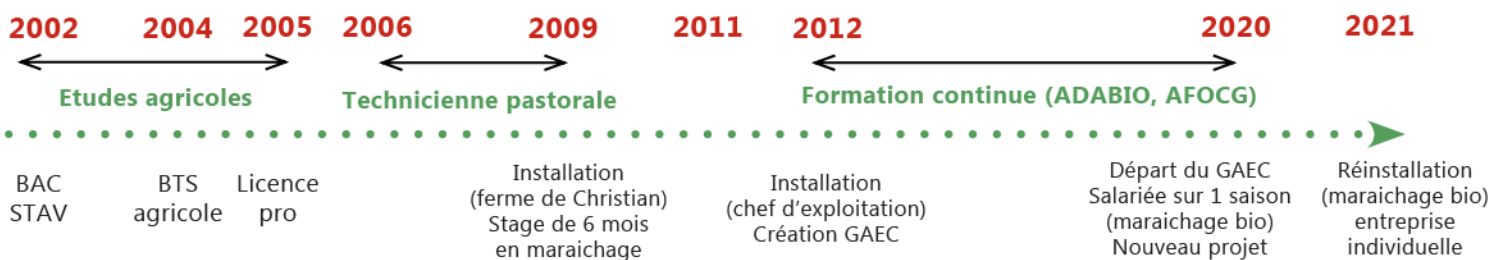 2002 2004 2005 2006 2009 2011 2012 2020 2021
Etudes agricoles
Technicienne pastorale
Formation continue (ADABIO, AFOCG)
BAC
STAV
BTS
agricole
Licence
pro
Installation
(ferme de Christian)
Stage de 6 mois
en maraichage
Installation
(chef d’exploitation)
Création GAEC
Départ du GAEC
Salariée sur 1 saison
(maraichage bio)
Nouveau projet
Réinstallation
(maraichage bio)
entreprise
individuelle